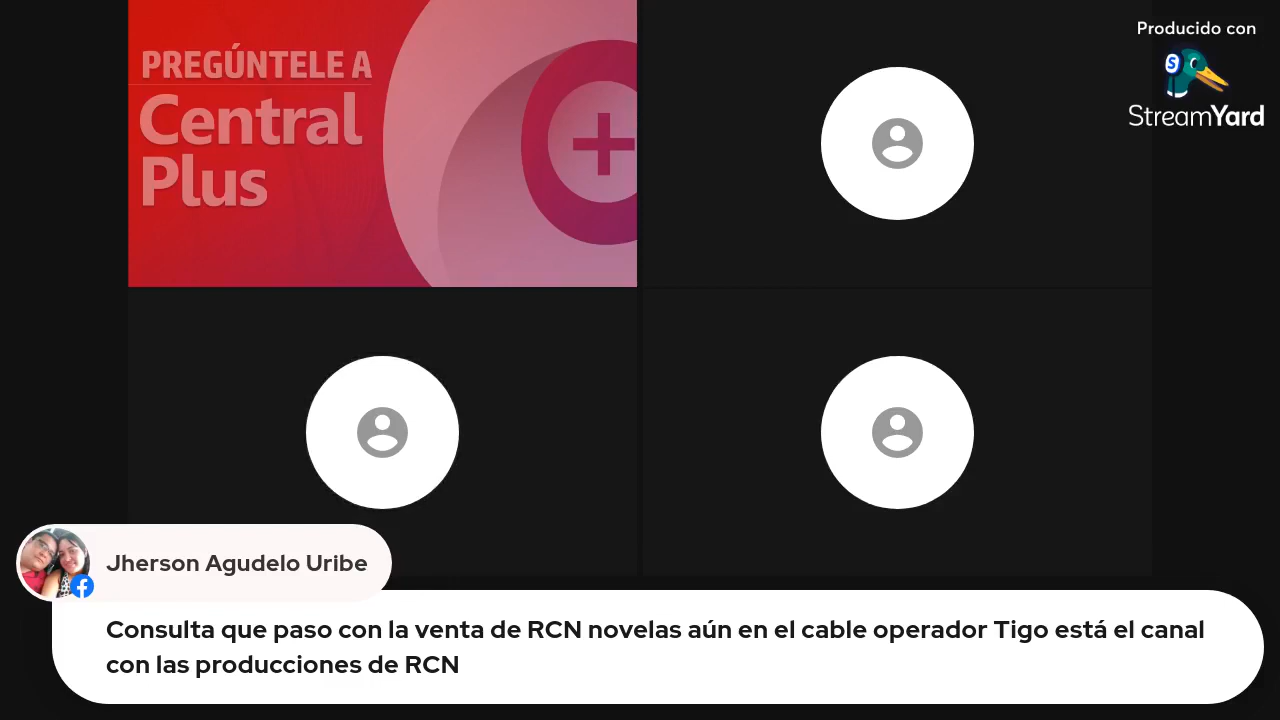 Producido con
StreamYard
PREGÚNTELE A
Central
Plus
Jherson Agudelo Uribe
Consulta que paso con la venta de RCN novelas aún en el cable operador Tigo está el canal
con las producciones de RCN